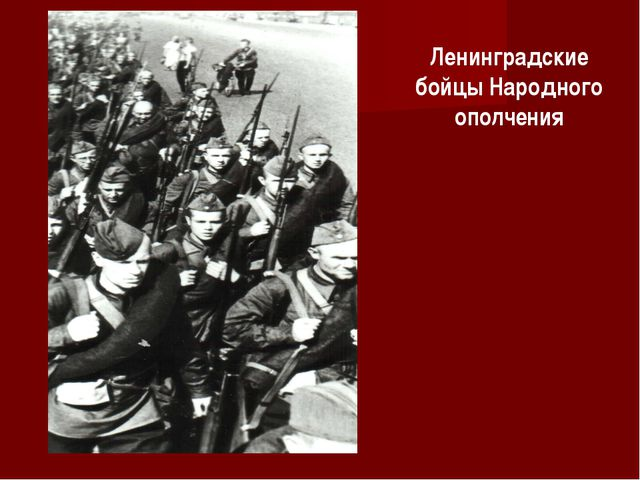 Ленинградские
бойцы Народного
ополчения